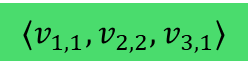 ⟨𝑣₁,₁, 𝑣₂,₂, 𝑣₃,₁⟩